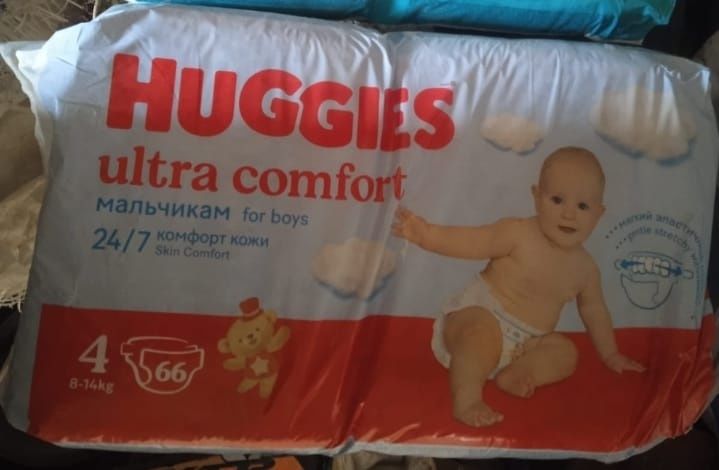 HUGGIES
ultra comfort
мальчикам for boys
24/7 комфорт кожи
Skin Comfort
мягкий эластичный
gentle stretchy
4
8-14kg
66